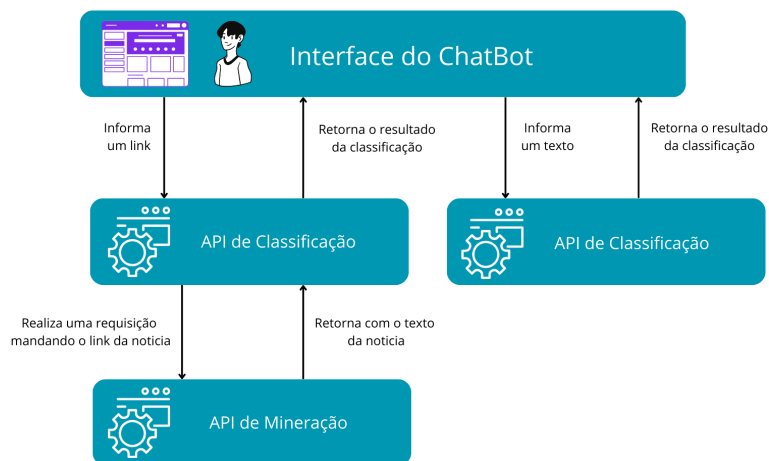 Interface do ChatBot
Informa
um link
Retorna o resultado
da classificação
Informa
um texto
Retorna o resultado
da classificação
API de Classificação
API de Classificação
Realiza uma requisição
mandando o link da noticia
Retorna com o texto
da noticia
API de Mineração